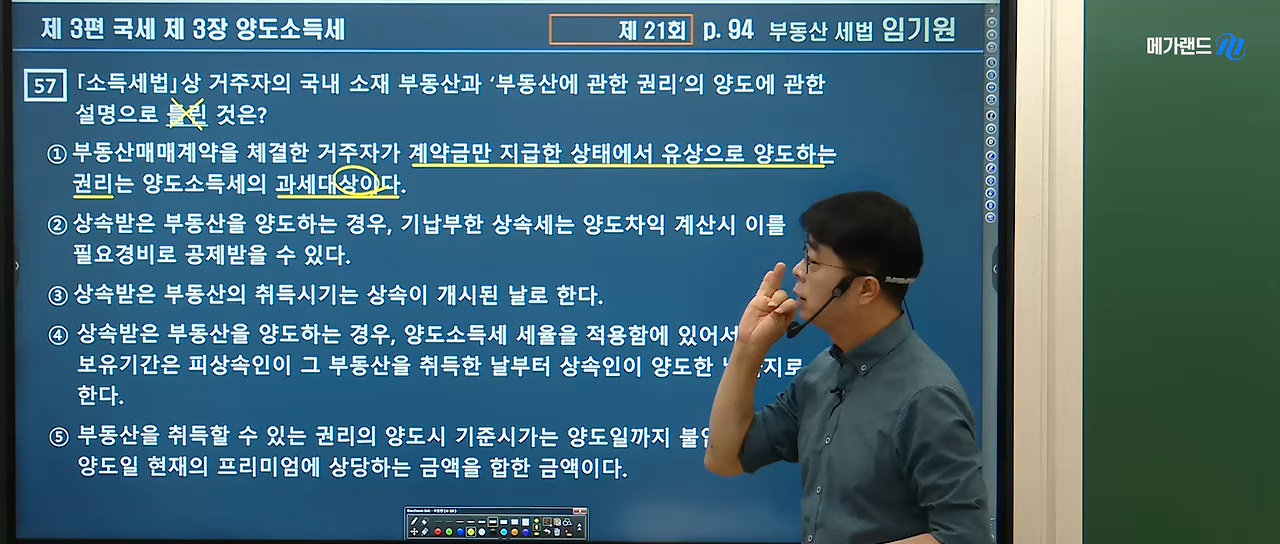 제 3편 국세 제 3장 양도소득세
제 21회 p. 94 부동산 세법 임기원
메가랜드
57 「소득세법」상 거주자의 국내 소재 부동산과 ‘부동산에 관한 권리’의 양도에 관한
설명으로 틀린 것은?
① 부동산매매계약을 체결한 거주자가 계약금만 지급한 상태에서 유상으로 양도하는
권리는 양도소득세의 과세대상이다.
② 상속받은 부동산을 양도하는 경우, 기납부한 상속세는 양도차익 계산시 이를
필요경비로 공제받을 수 있다.
③ 상속받은 부동산의 취득시기는 상속이 개시된 날로 한다.
④ 상속받은 부동산을 양도하는 경우, 양도소득세 세율을 적용함에 있어서
보유기간은 피상속인이 그 부동산을 취득한 날부터 상속인이 양도한
한다.
⑤ 부동산을 취득할 수 있는 권리의 양도시 기준시가는 양도일까지
양도일 현재의 프리미엄에 상당하는 금액을 합한 금액이다.